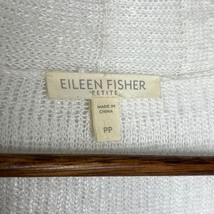 EILEEN FISHER
PETITE
MADE IN
CHINA
PP